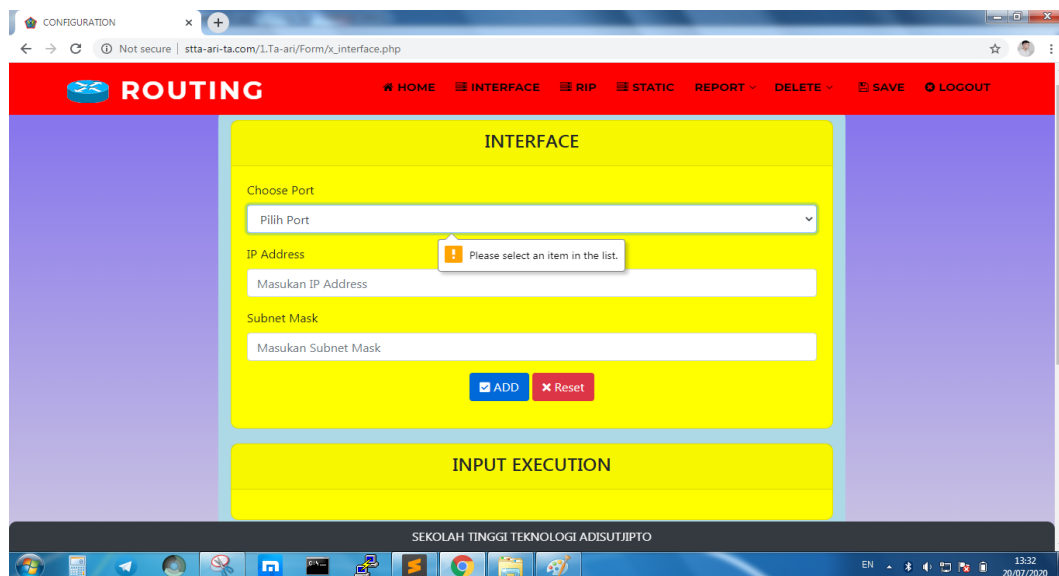 CONFIGURATION
Not secure | stta-ari-ta.com/1.Ta-ari/Form/x_interface.php
ROUTING
HOME INTERFACE RIP STATIC REPORT DELETE SAVE LOGOUT
INTERFACE
Choose Port
Pilih Port
Please select an item in the list.
IP Address
Masukan IP Address
Subnet Mask
Masukan Subnet Mask
ADD Reset
INPUT EXECUTION
SEKOLAH TINGGI TEKNOLOGI ADISUTJIPTO
EN 13:32
20/07/2020